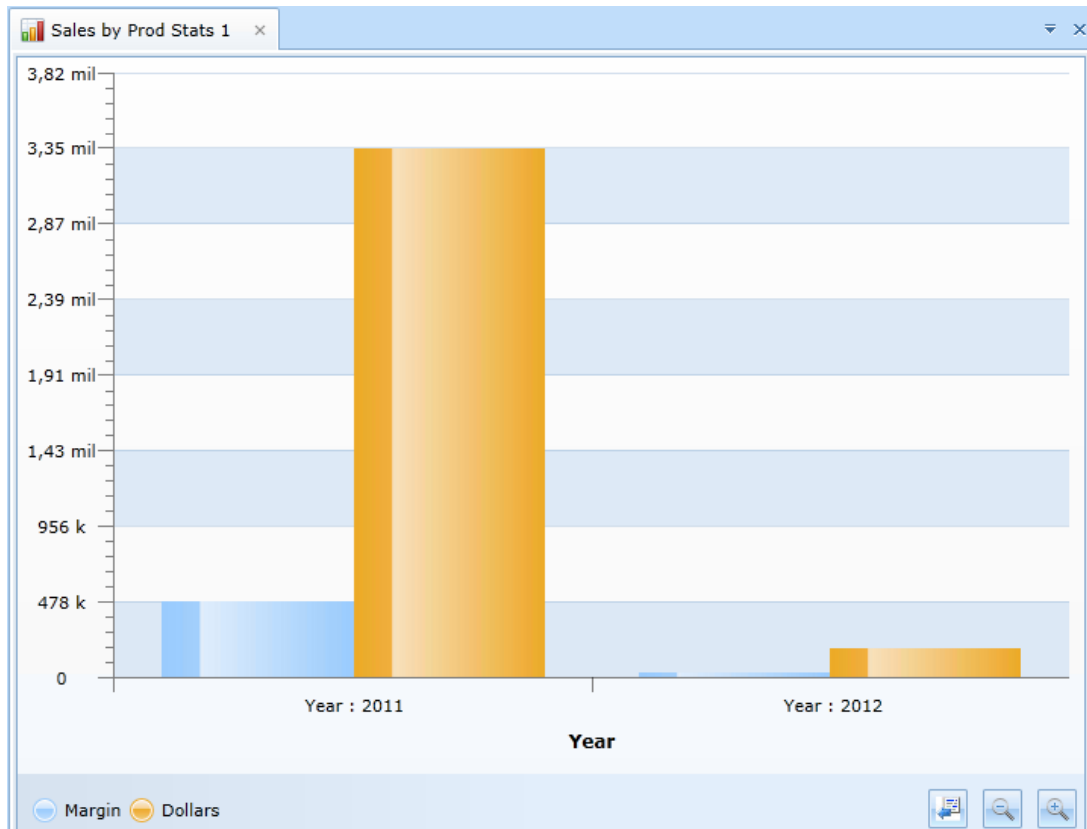 Sales by Prod Stats 1
3,82 mil
3,35 mil
2,87 mil
2,39 mil
1,91 mil
1,43 mil
956 k
478 k
0
Year : 2011 Year : 2012
Year
Margin Dollars